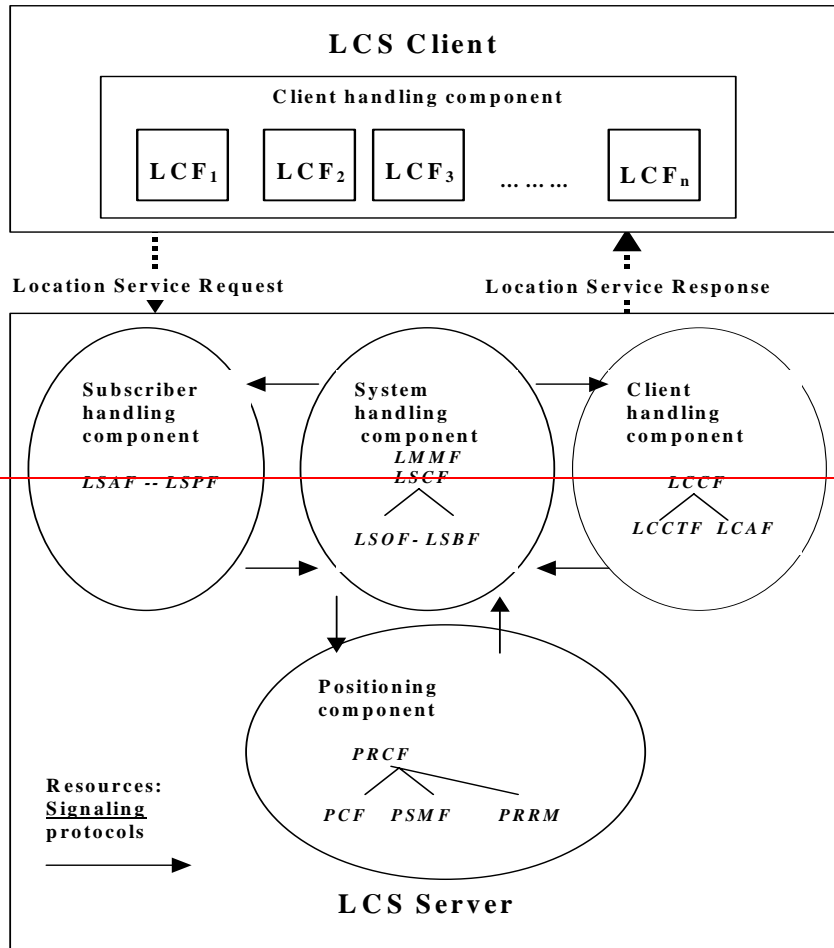 LCS Client
Client handling component
LCF1
LCF2
LCF3
... ... ...
LCFn
Location Service Request
Location Service Response
Subscriber
handling
component
LSAF -- LSPF
System
handling
component
LMMF
LSCF
LSOF - LSBF
Client
handling
component
LCCF
LCCTF LCAF
Positioning
component
PRCF
PCF PSMF PRRM
Resources:
Signaling
protocols
LCS Server